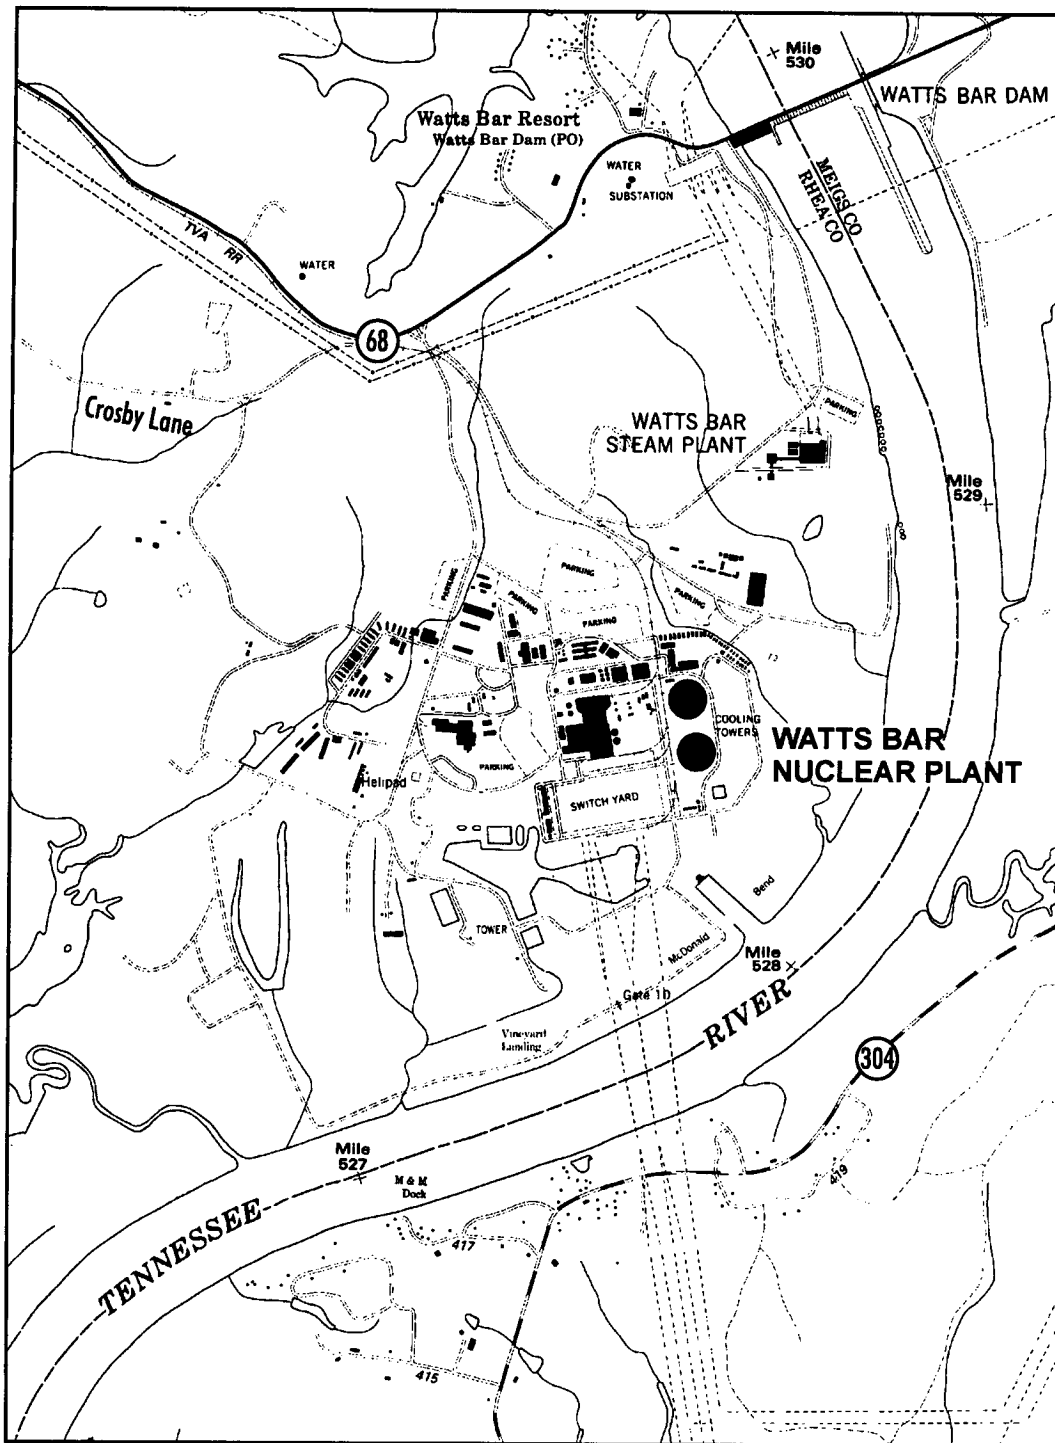 Mile
530
WATTS BAR DAM
Watts Bar Resort
Watts Bar Dam (PO)
WATER
SUBSTATION
MEIGS CO
RHEA CO
TVA RR
WATER
68
Crosby Lane
PARKING
WATTS BAR
STEAM PLANT
Mile
529
PARKING
PARKING
PARKING
PARKING
PARKING
COOLING
TOWERS
WATTS BAR
NUCLEAR PLANT
PARKING
Helipad
SWITCH YARD
Bend
TOWER
McDonald
Mile
528
Gate 10
RIVER
Vineyard
Landing
304
Mile
527
M & M
Dock
419
TENNESSEE
417
415